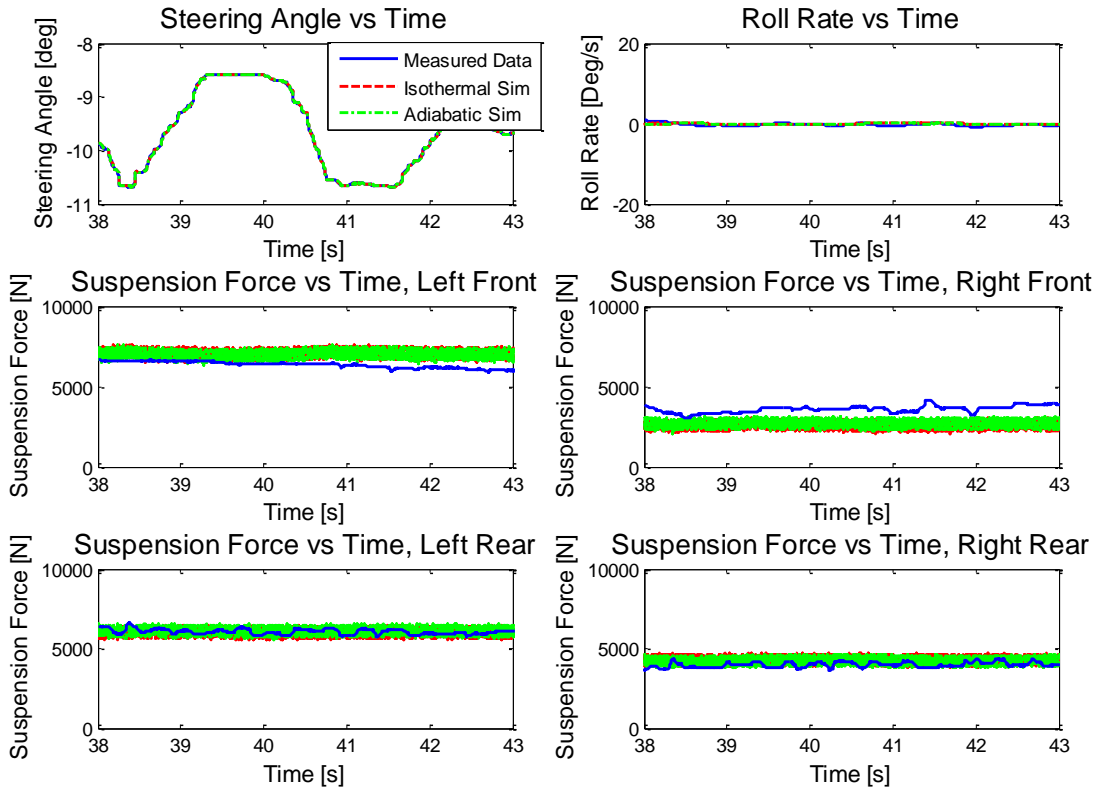 Steering Angle vs Time
Steering Angle [deg]
-8
-9
-10
-11
38 39 40 41 42 43
Time [s]
Measured Data
Isothermal Sim
Adiabatic Sim
Roll Rate vs Time
Roll Rate [Deg/s]
20
0
-20
38 39 40 41 42 43
Time [s]
Suspension Force vs Time, Left Front
Suspension Force [N]
10000
5000
0
38 39 40 41 42 43
Time [s]
Suspension Force vs Time, Right Front
Suspension Force [N]
10000
5000
0
38 39 40 41 42 43
Time [s]
Suspension Force vs Time, Left Rear
Suspension Force [N]
10000
5000
0
38 39 40 41 42 43
Time [s]
Suspension Force vs Time, Right Rear
Suspension Force [N]
10000
5000
0
38 39 40 41 42 43
Time [s]